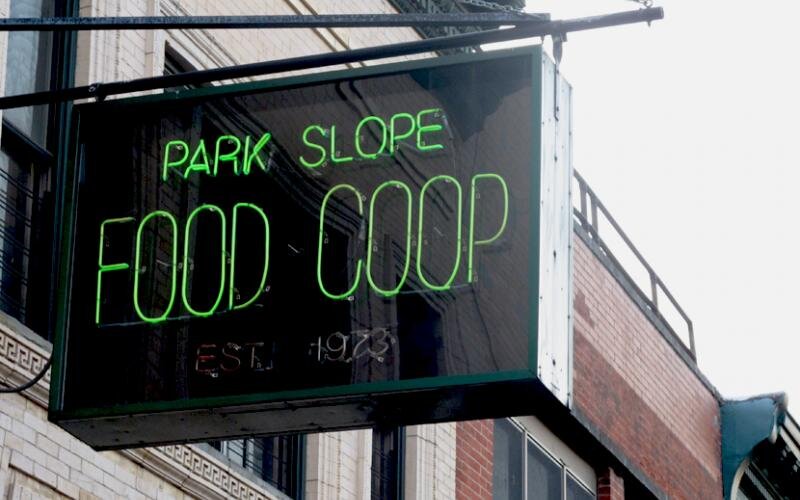 PARK SLOPE
FOOD COOP
EST. 1973